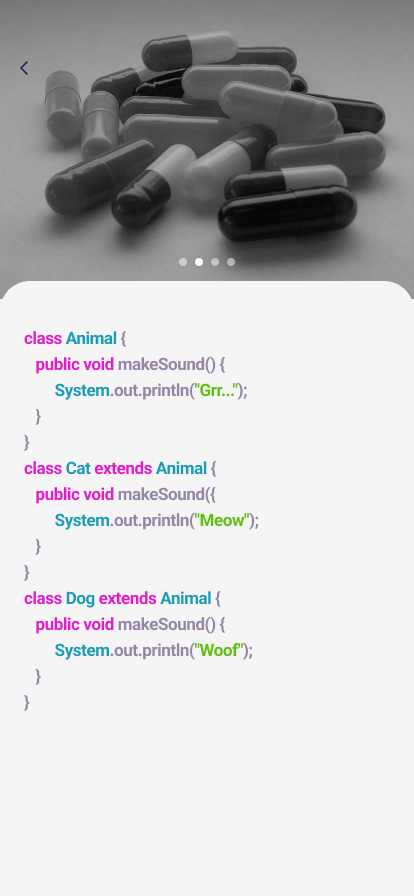 class Animal {
public void makeSound() {
System.out.println("Grr...");
}
}
class Cat extends Animal {
public void makeSound({
System.out.println("Meow");
}
}
class Dog extends Animal {
public void makeSound() {
System.out.println("Woof");
}
}